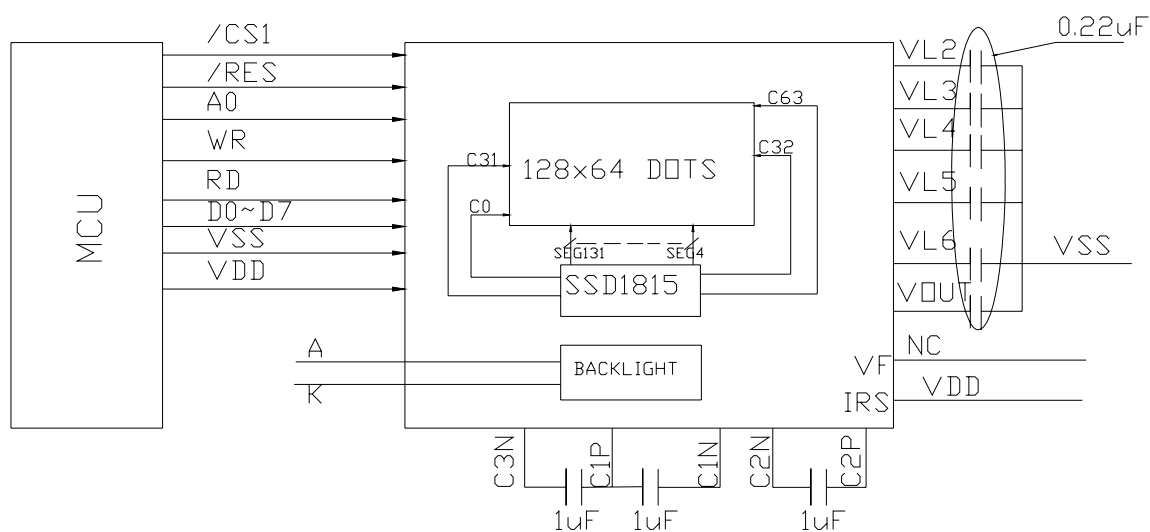 MCU
/CS1
/RES
A0
WR
RD
D0~D7
VSS
VDD
A
K
C63
C32
C31
C0
128x64 DOTS
SEG131
SEG4
SSD1815
BACKLIGHT
0.22uF
VL2
VL3
VL4
VL5
VL6
VSS
VOUT
VF
NC
IRS
VDD
C3N
C1P
C1N
C2N
C2P
1uF
1uF
1uF